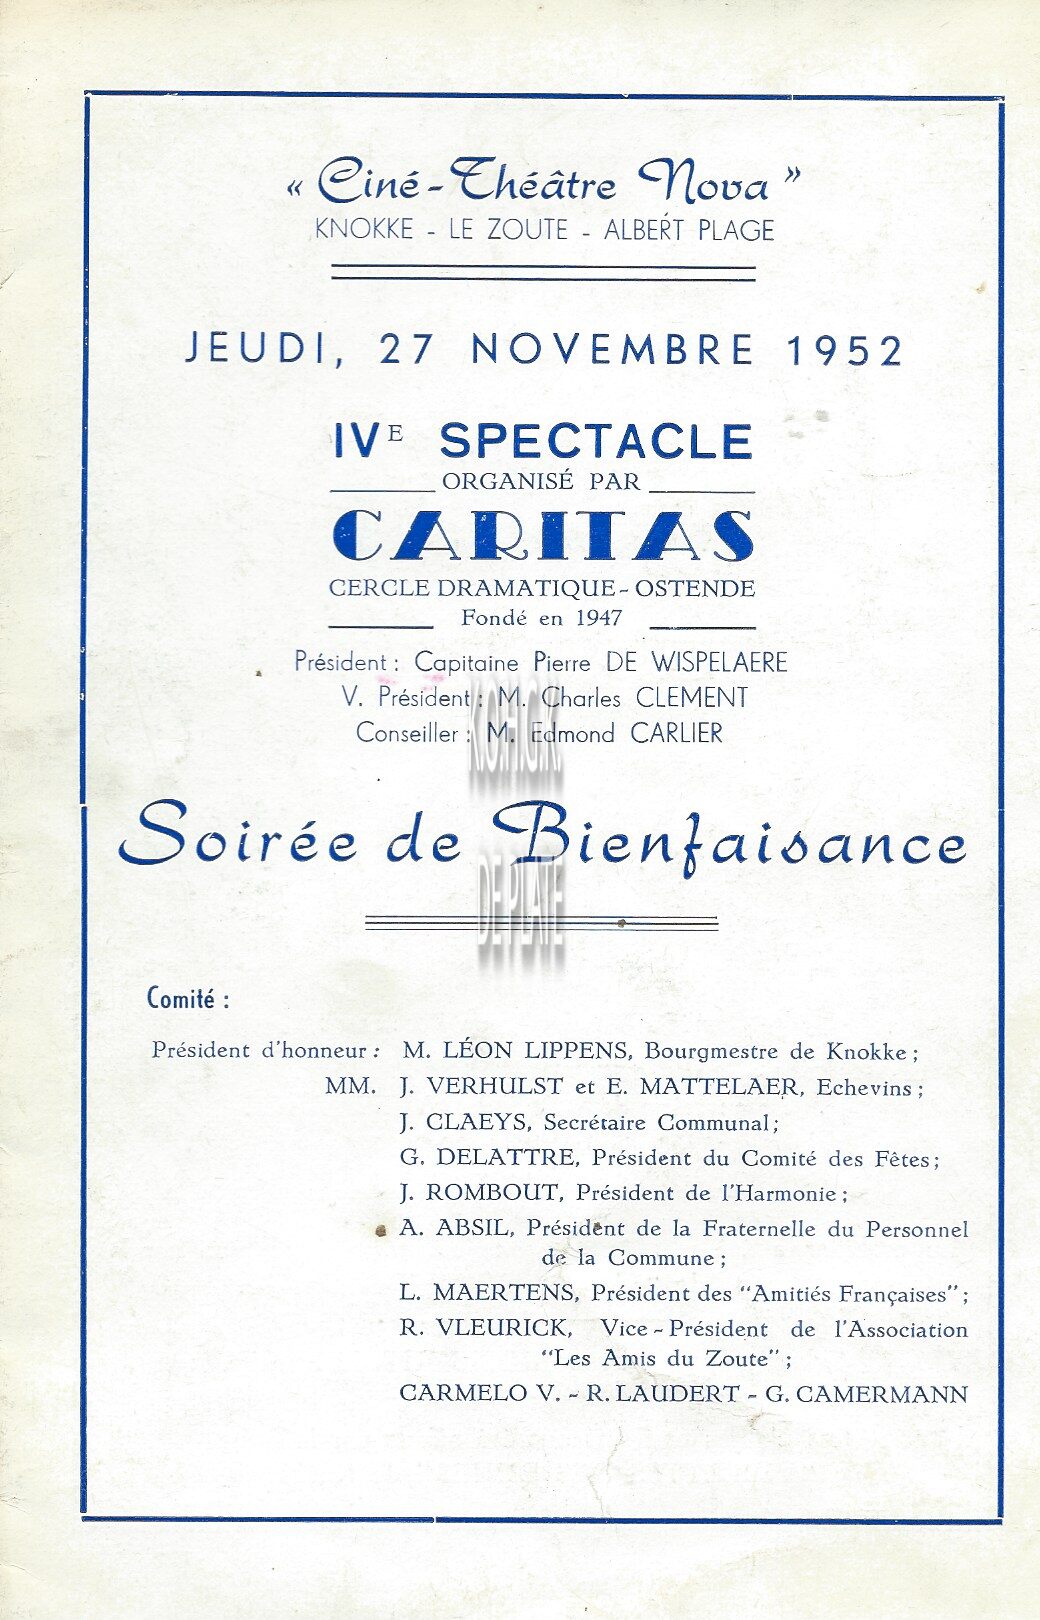 « Ciné-Théâtre Nova »
KNOKKE - LE ZOUTE - ALBERT PLAGE
JEUDI, 27 NOVEMBRE 1952
IVE SPECTACLE
ORGANISÉ PAR
CARITAS
CERCLE DRAMATIQUE - OSTENDE
Fondé en 1947
Président : Capitaine Pierre DE WISPELAERE
V. Président : M. Charles CLEMENT
Conseiller : M. Edmond CARLIER
K.O.H.G.K.
Soirée de Bienfaisance
DE PLATE
Comité :
Président d'honneur : M. LÉON LIPPENS, Bourgmestre de Knokke ;
MM. J. VERHULST et E. MATTELAER, Echevins ;
J. CLAEYS, Secrétaire Communal ;
G. DELATTRE, Président du Comité des Fêtes ;
J. ROMBOUT, Président de l'Harmonie ;
A. ABSIL, Président de la Fraternelle du Personnel
de la Commune ;
L. MAERTENS, Président des "Amitiés Françaises" ;
R. VLEURICK, Vice-Président de l'Association
"Les Amis du Zoute" ;
CARMELO V. - R. LAUDERT - G. CAMERMANN